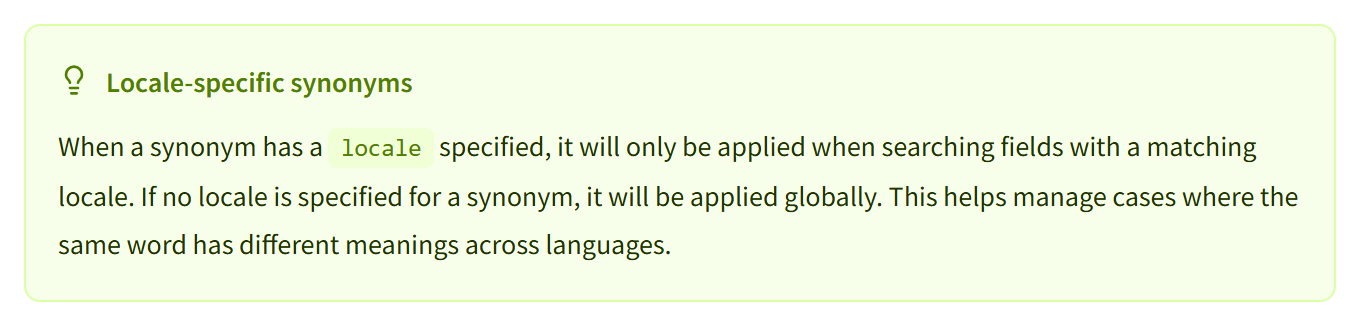 Locale-specific synonyms
When a synonym has a locale specified, it will only be applied when searching fields with a matching
locale. If no locale is specified for a synonym, it will be applied globally. This helps manage cases where the
same word has different meanings across languages.